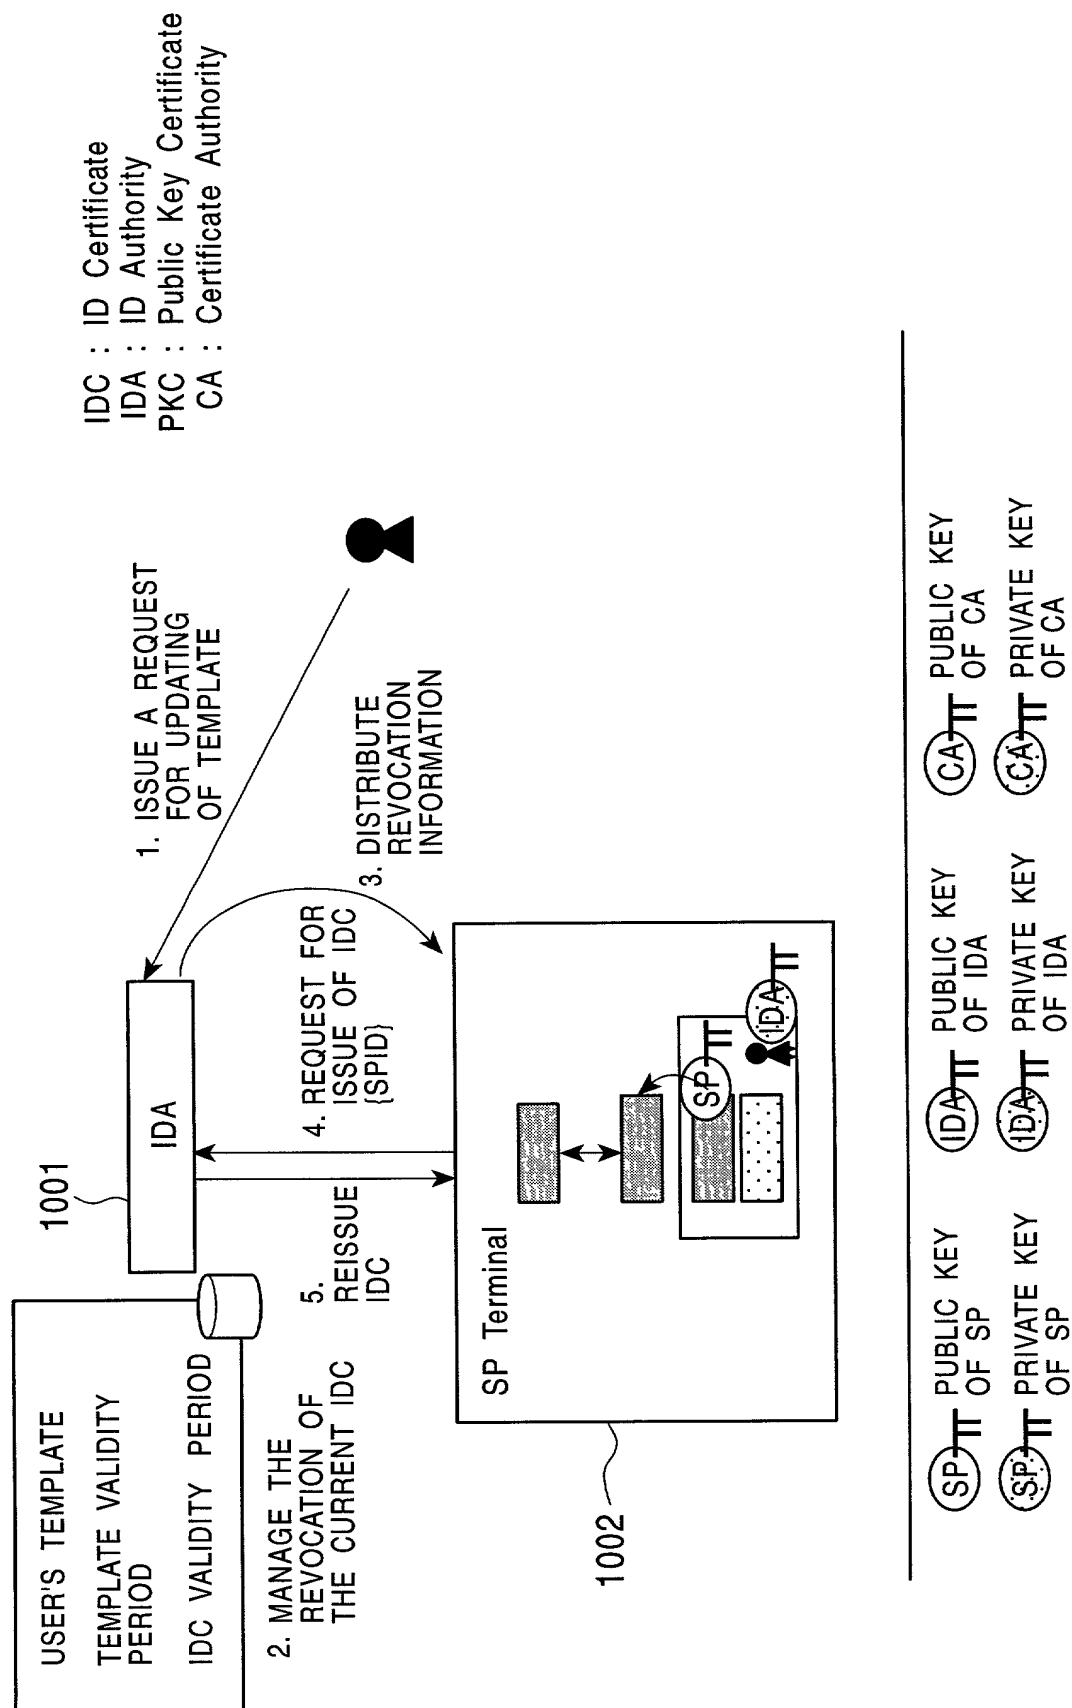 IDC : ID Certificate
IDA : ID Authority
PKC : Public Key Certificate
CA : Certificate Authority
USER'S TEMPLATE
TEMPLATE VALIDITY
PERIOD
IDC VALIDITY PERIOD
1001
IDA
1. ISSUE A REQUEST
FOR UPDATING
OF TEMPLATE
2. MANAGE THE
REVOCATION OF
THE CURRENT IDC
5.
REISSUE
IDC
4. REQUEST FOR
ISSUE OF IDC
{SPID}
3. DISTRIBUTE
REVOCATION
INFORMATION
1002
SP Terminal
SP
IDA
SP
PUBLIC KEY
OF SP
IDA
PUBLIC KEY
OF IDA
CA
PUBLIC KEY
OF CA
SP
PRIVATE KEY
OF SP
IDA
PRIVATE KEY
OF IDA
CA
PRIVATE KEY
OF CA